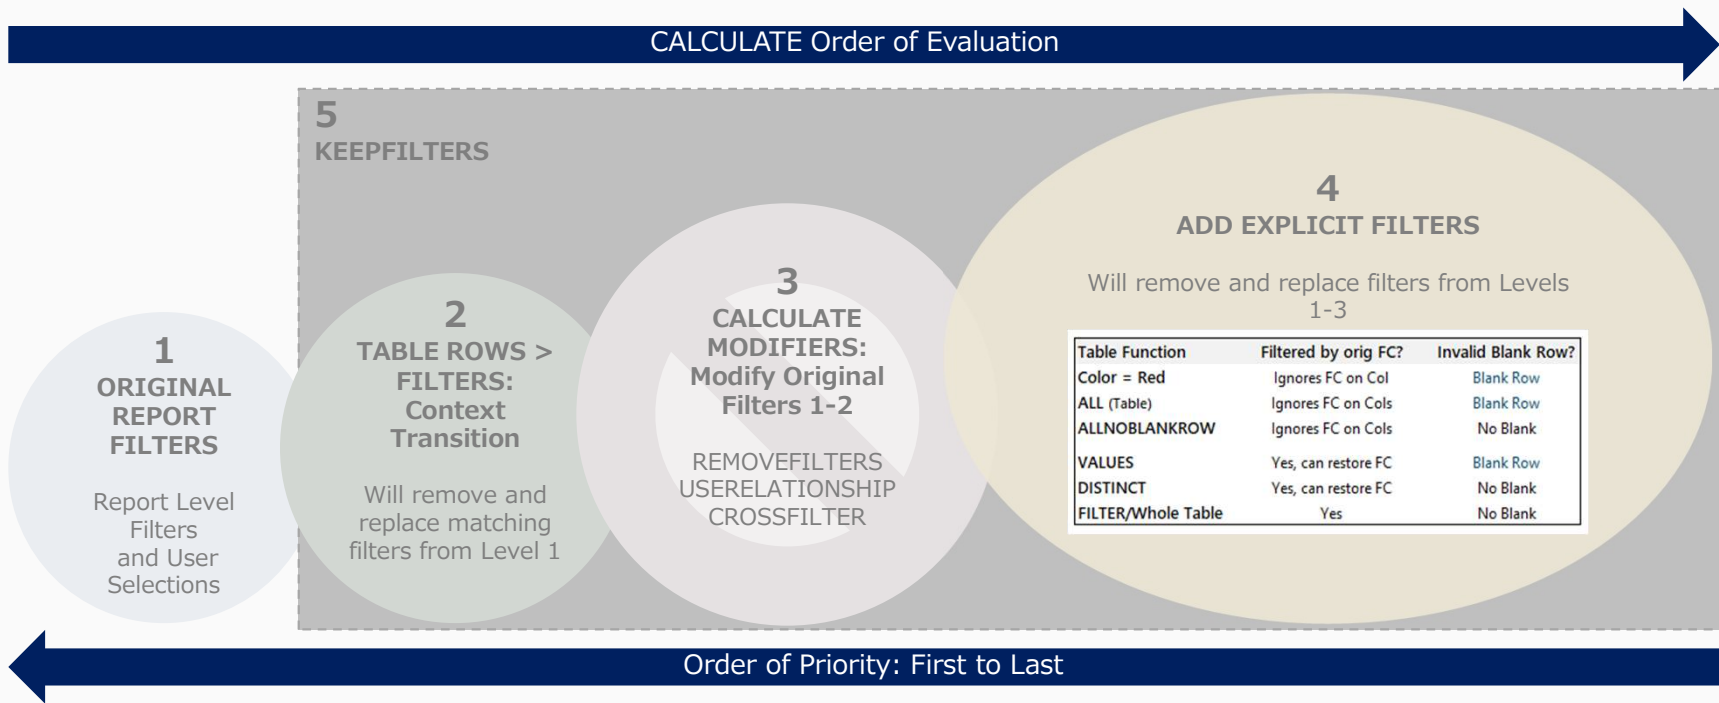 CALCULATE Order of Evaluation
5
KEEPFILTERS
1
ORIGINAL
REPORT
FILTERS
Report Level
Filters
and User
Selections
2
TABLE ROWS >
FILTERS:
Context
Transition
Will remove and
replace matching
filters from Level 1
3
CALCULATE
MODIFIERS:
Modify Original
Filters 1-2
REMOVEFILTERS
USERELATIONSHIP
CROSSFILTER
4
ADD EXPLICIT FILTERS
Will remove and replace filters from Levels
1-3
Table Function Filtered by orig FC? Invalid Blank Row?
Color = Red Ignores FC on Col Blank Row
ALL (Table) Ignores FC on Cols Blank Row
ALLNOBLANKROW Ignores FC on Cols No Blank
VALUES Yes, can restore FC Blank Row
DISTINCT Yes, can restore FC No Blank
FILTER/Whole Table Yes No Blank
Order of Priority: First to Last